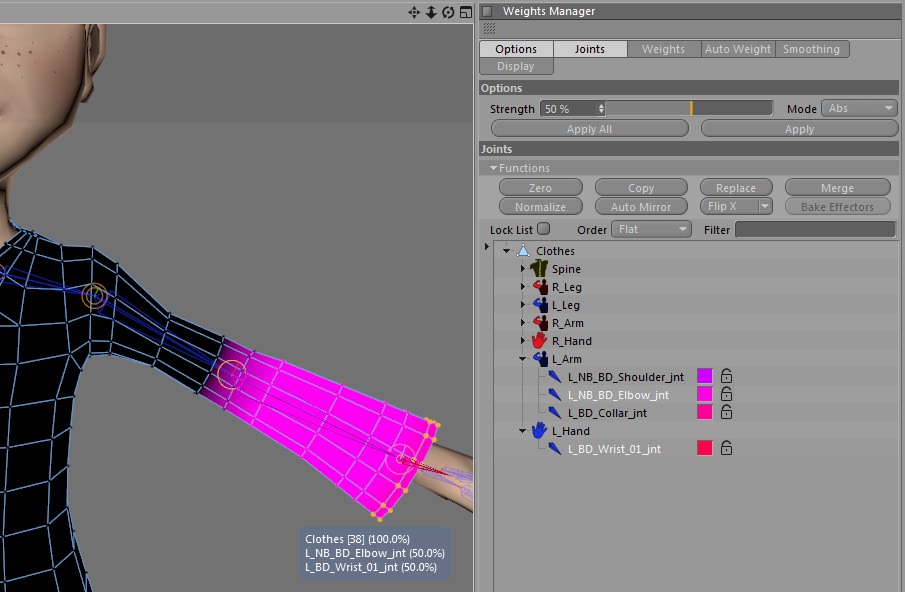 Weights Manager
Options Joints Weights Auto Weight Smoothing
Display
Options
Strength 50 % Mode Abs
Apply All Apply
Joints
Functions
Zero Copy Replace Merge
Normalize Auto Mirror Flip X Bake Effectors
Lock List Order Flat Filter
Clothes
Spine
R_Leg
L_Leg
R_Arm
R_Hand
L_Arm
L_NB_BD_Shoulder_jnt
L_NB_BD_Elbow_jnt
L_BD_Collar_jnt
L_Hand
L_BD_Wrist_01_jnt
Clothes [38] (100.0%)
L_NB_BD_Elbow_jnt (50.0%)
L_BD_Wrist_01_jnt (50.0%)